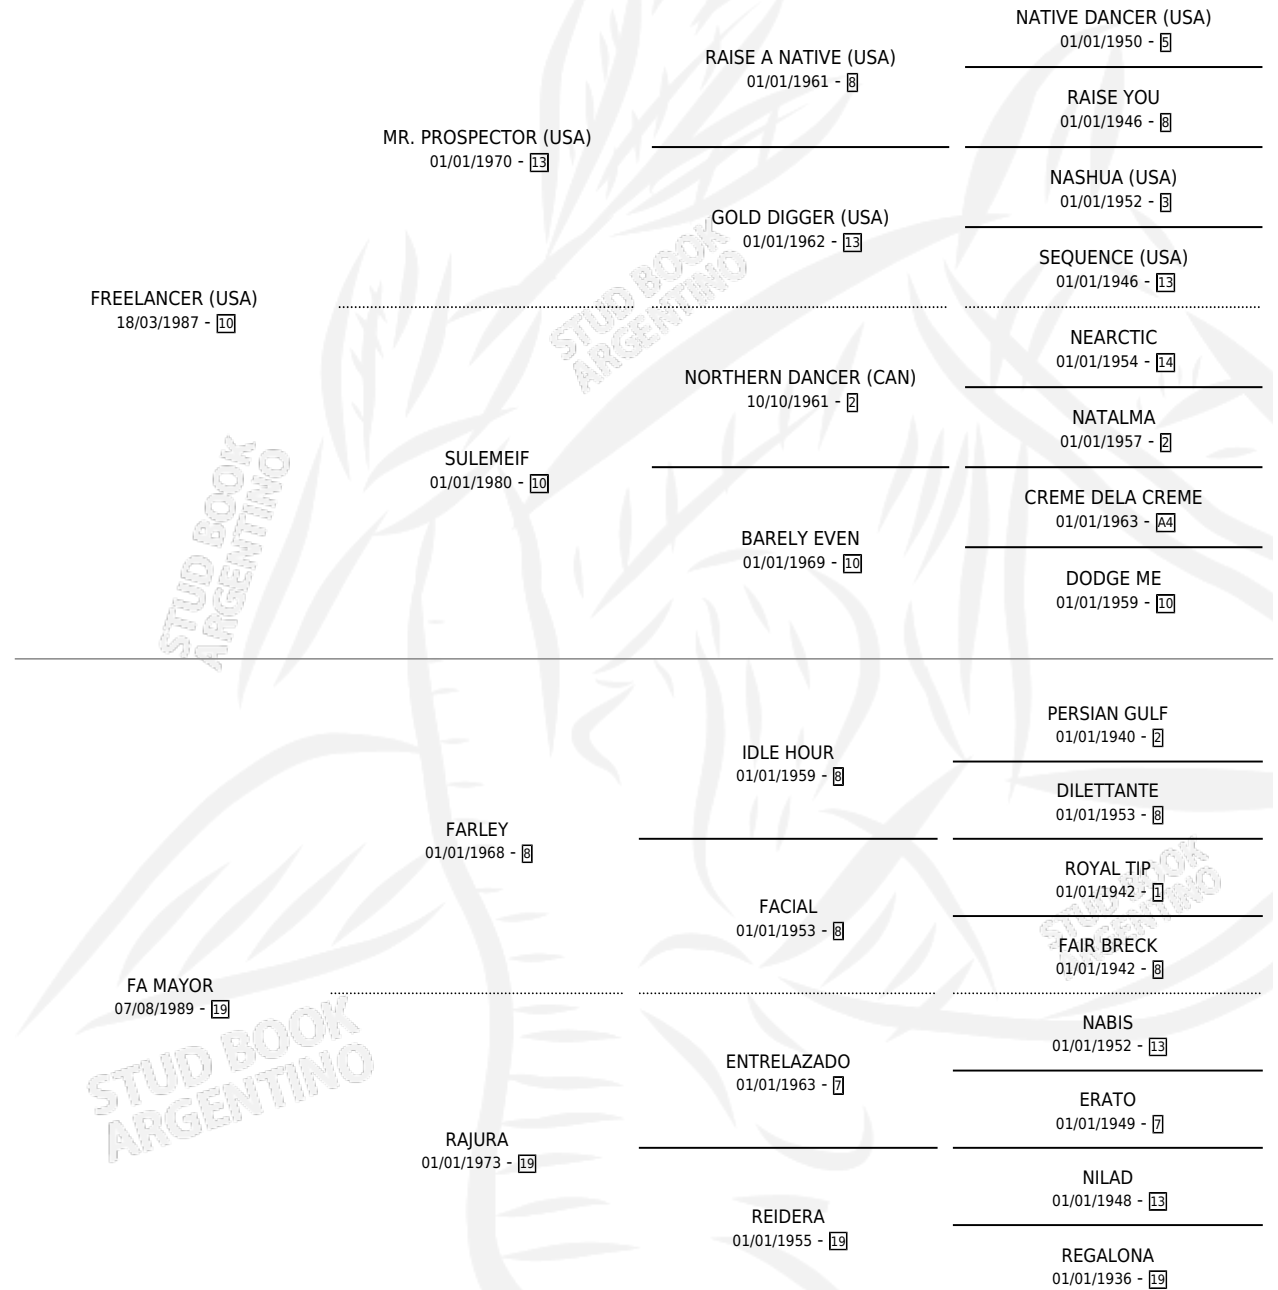 NATIVE DANCER (USA)
01/01/1950 - 5
RAISE A NATIVE (USA)
01/01/1961 - 8
RAISE YOU
01/01/1946 - 8
MR. PROSPECTOR (USA)
01/01/1970 - 13
NASHUA (USA)
01/01/1952 - 3
GOLD DIGGER (USA)
01/01/1962 - 13
SEQUENCE (USA)
01/01/1946 - 13
FREELANCER (USA)
18/03/1987 - 10
STUD BOOK
ARGENTINO
NEARCTIC
01/01/1954 - 14
NORTHERN DANCER (CAN)
10/10/1961 - 2
NATALMA
01/01/1957 - 2
SULEMEIF
01/01/1980 - 10
CREME DELA CREME
01/01/1963 - A4
BARELY EVEN
01/01/1969 - 10
DODGE ME
01/01/1959 - 10
STUD BOOK
ARGENTINO
PERSIAN GULF
01/01/1940 - 2
IDLE HOUR
01/01/1959 - 8
DILETTANTE
01/01/1953 - 8
FARLEY
01/01/1968 - 8
ROYAL TIP
01/01/1942 - 1
FACIAL
01/01/1953 - 8
FAIR BRECK
01/01/1942 - 8
STUD BOOK
ARGENTINO
FA MAYOR
07/08/1989 - 19
NABIS
01/01/1952 - 13
ENTRELAZADO
01/01/1963 - 7
ERATO
01/01/1949 - 7
STUD BOOK
ARGENTINO
RAJURA
01/01/1973 - 19
NILAD
01/01/1948 - 13
REIDERA
01/01/1955 - 19
REGALONA
01/01/1936 - 19